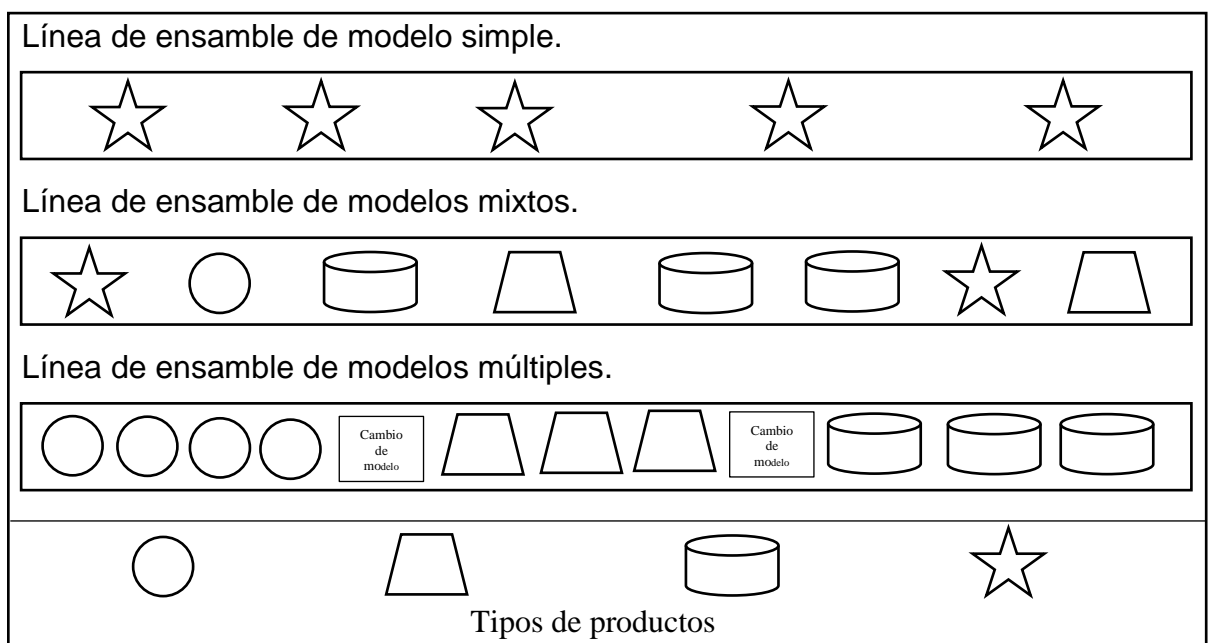 Línea de ensamble de modelo simple.
Línea de ensamble de modelos mixtos.
Línea de ensamble de modelos múltiples.
Cambio
de
modelo
Cambio
de
modelo
Tipos de productos